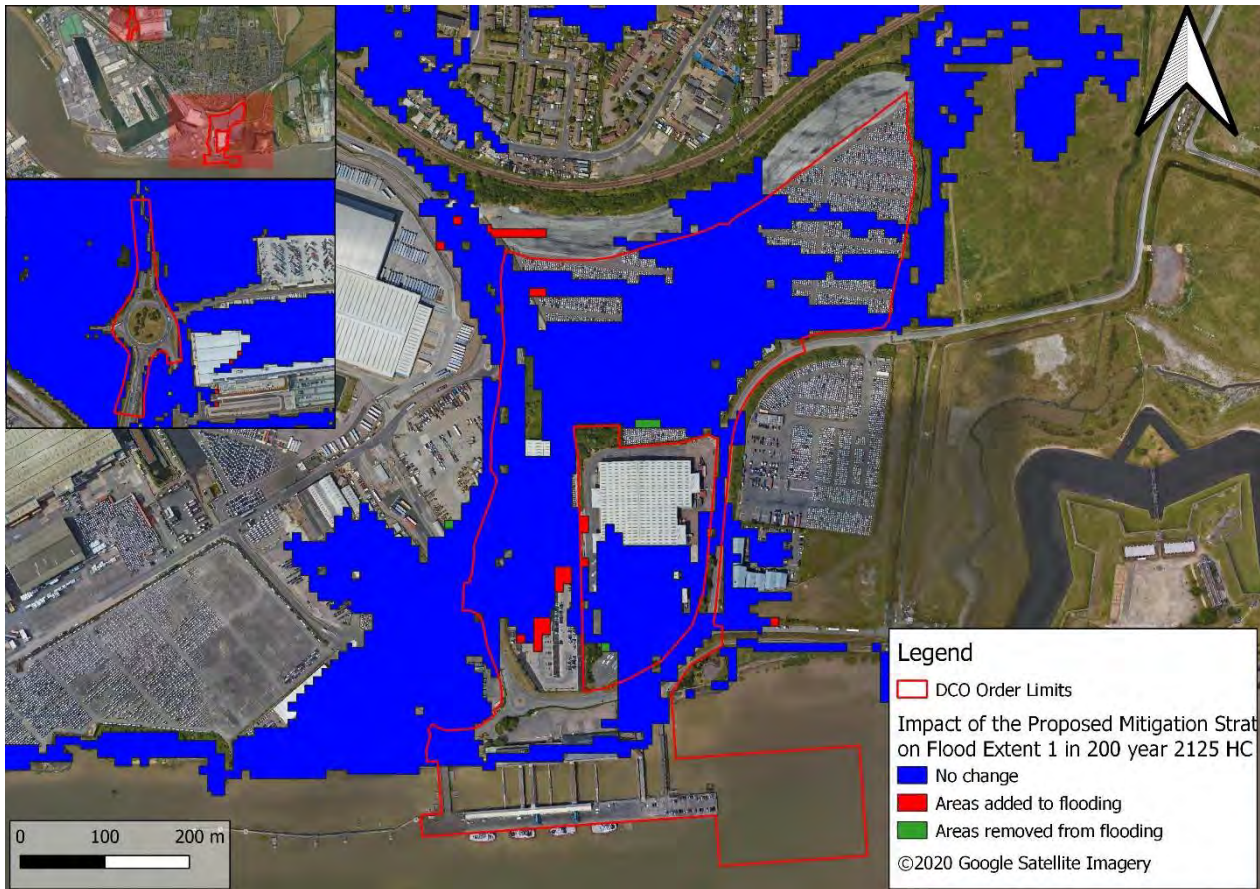 Legend
DCO Order Limits
Impact of the Proposed Mitigation Strat
on Flood Extent 1 in 200 year 2125 HC
No change
Areas added to flooding
Areas removed from flooding
©2020 Google Satellite Imagery
0 100 200 m